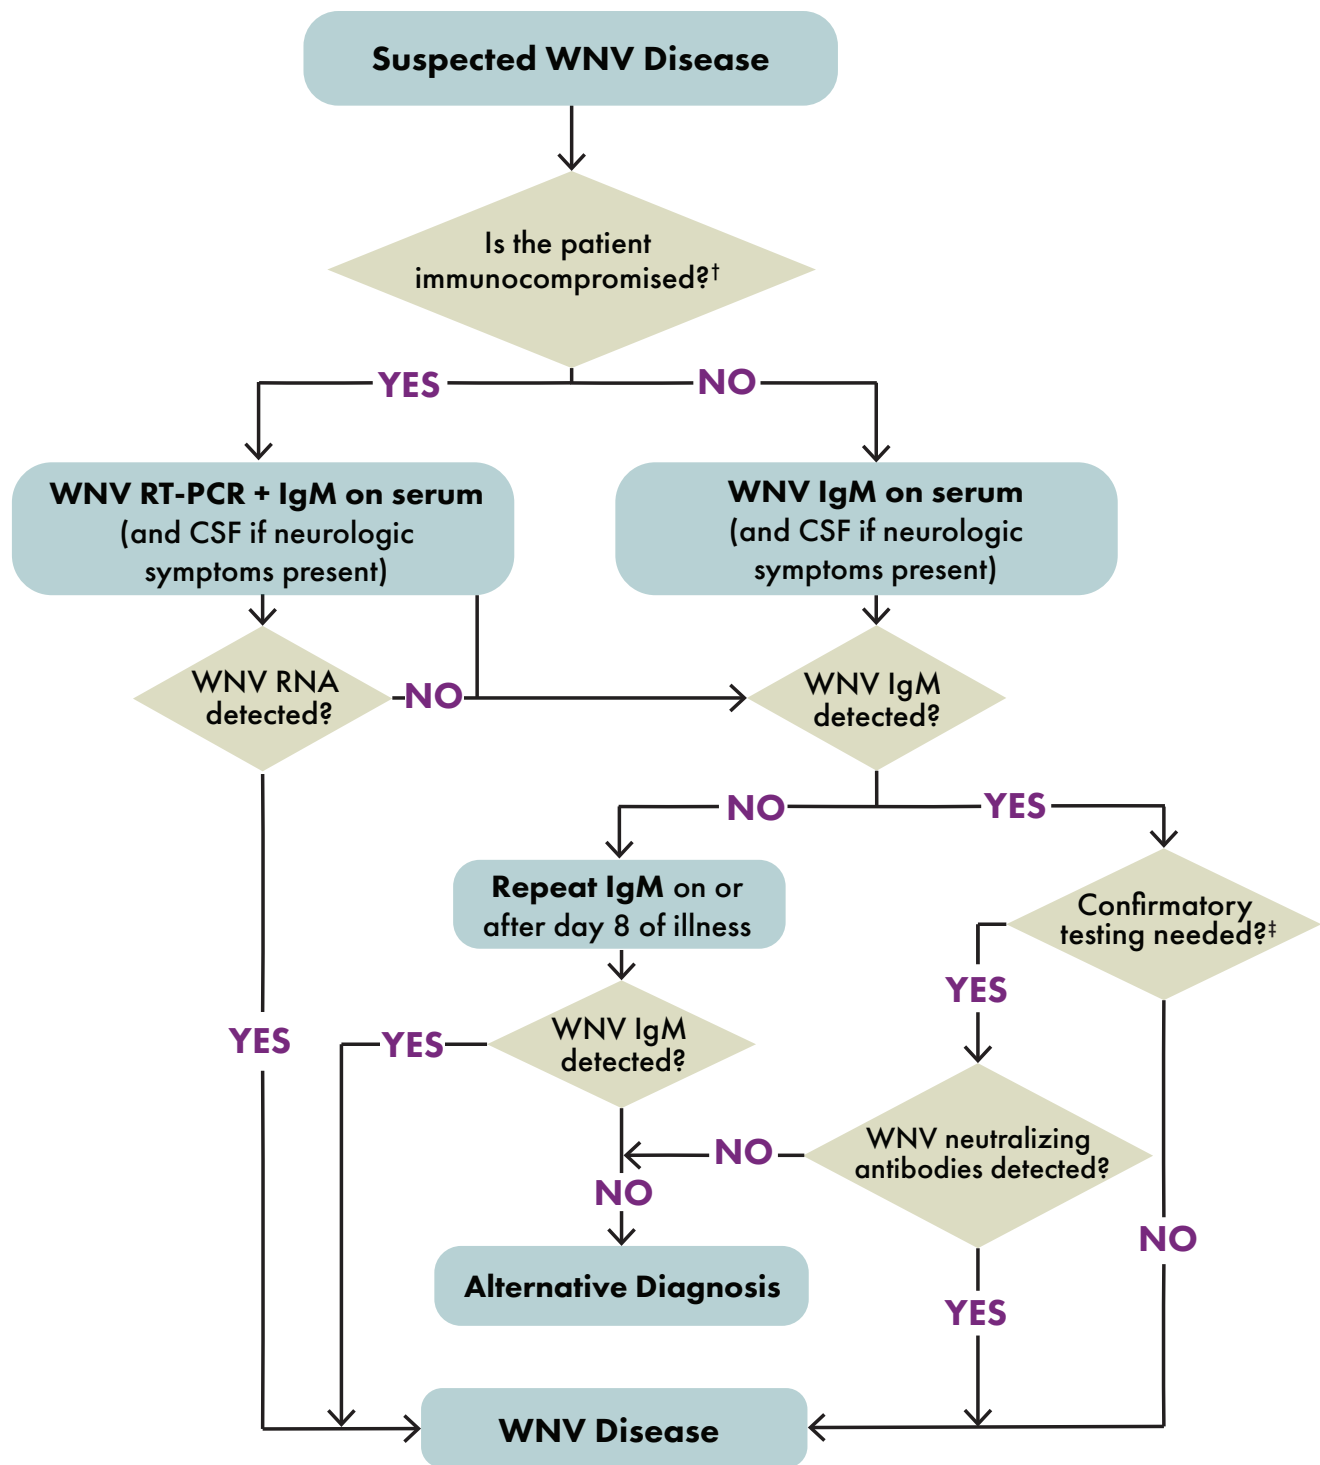 Suspected WNV Disease
Is the patient
immunocompromised?†
YES
NO
WNV RT-PCR + IgM on serum
(and CSF if neurologic
symptoms present)
WNV IgM on serum
(and CSF if neurologic
symptoms present)
WNV RNA
detected?
NO
WNV IgM
detected?
NO
YES
Repeat IgM on or
after day 8 of illness
Confirmatory
testing needed?‡
YES
YES
YES
WNV IgM
detected?
WNV neutralizing
antibodies detected?
NO
NO
NO
Alternative Diagnosis
YES
WNV Disease